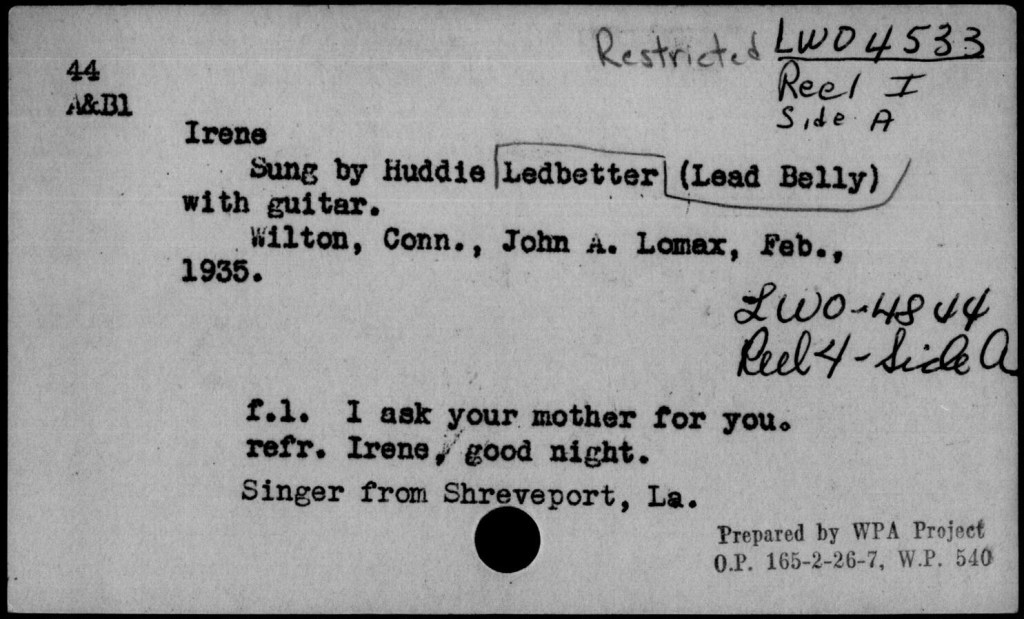 Restricted LWO 4533
Reel I
Side A
44
A&B1
Irene
Sung by Huddie Ledbetter (Lead Belly)
with guitar.
Wilton, Conn., John A. Lomax, Feb.,
1935.
LWO-4844
Reel 4-Side A
f.l. I ask your mother for you.
refr. Irene, good night.
Singer from Shreveport, La.
Prepared by WPA Project
O.P. 165-2-26-7, W.P. 540